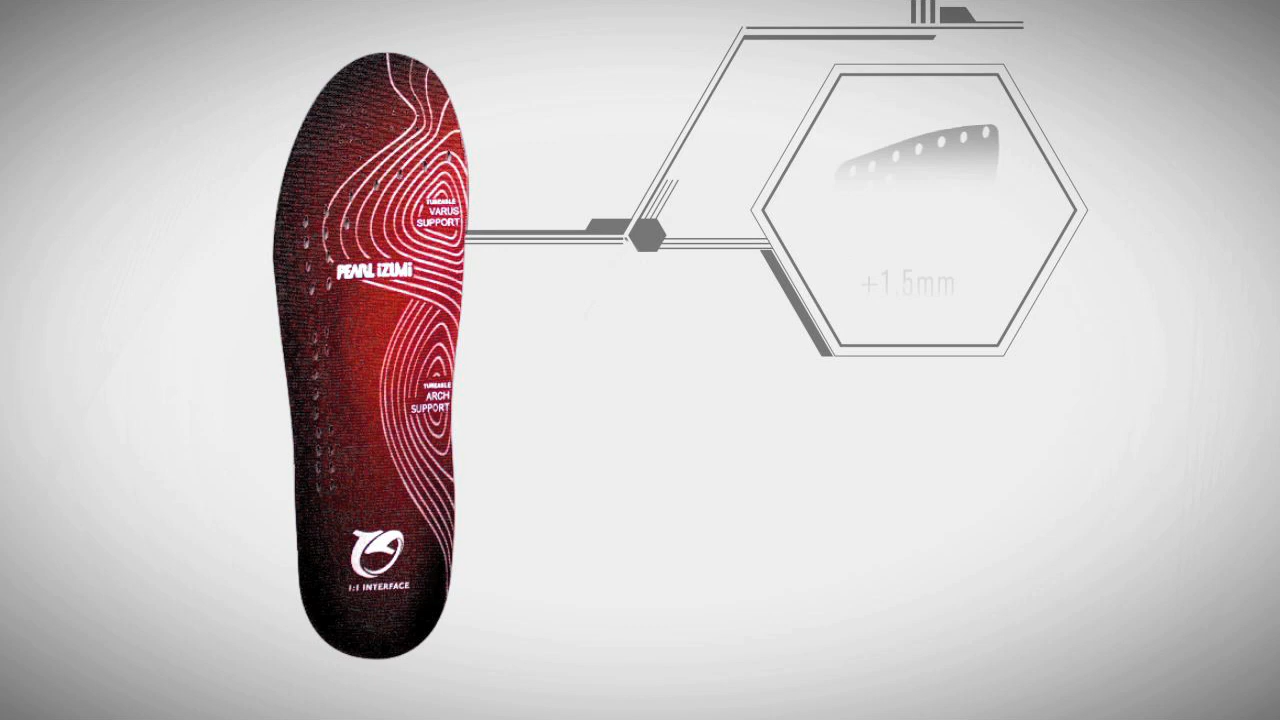 TUNEABLE
VARUS
SUPPORT
PEARL iZUMi
TUNEABLE
ARCH
SUPPORT
1:1 INTERFACE
+1.5mm